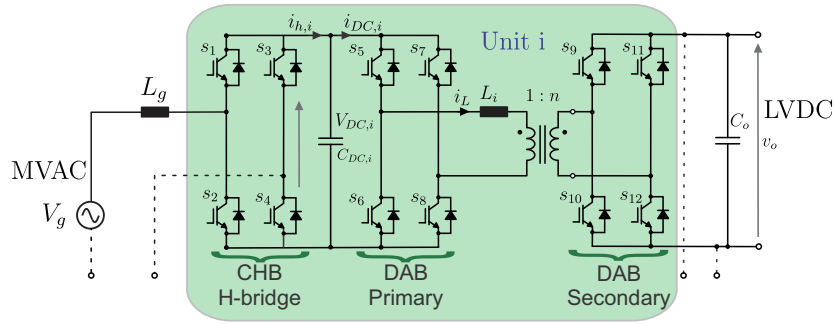 i_{h,i} i_{DC,i}
Unit i
s_1 s_3 s_5 s_7 s_9 s_11
L_g
i_L L_i 1 : n
V_{DC,i}
C_{DC,i}
C_o
LVDC
v_o
MVAC
V_g
s_2 s_4 s_6 s_8 s_10 s_12
CHB
H-bridge
DAB
Primary
DAB
Secondary